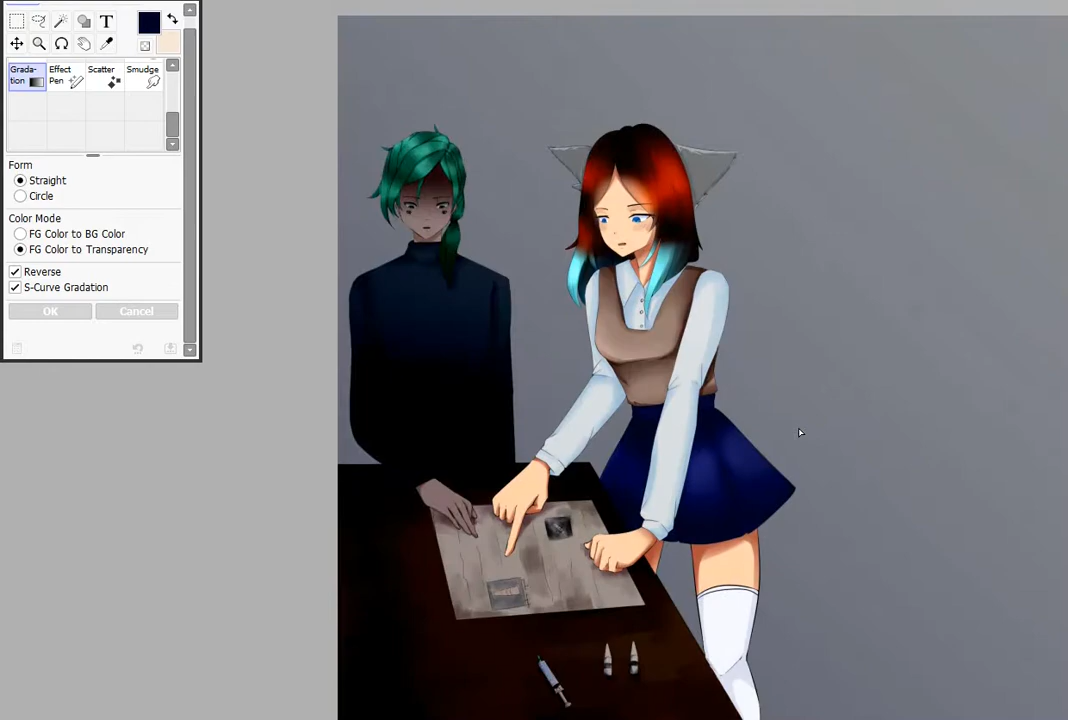 T
Grada-
tion
Effect
Pen
Scatter
Smudge
Form
Straight
Circle
Color Mode
FG Color to BG Color
FG Color to Transparency
Reverse
S-Curve Gradation
OK
Cancel